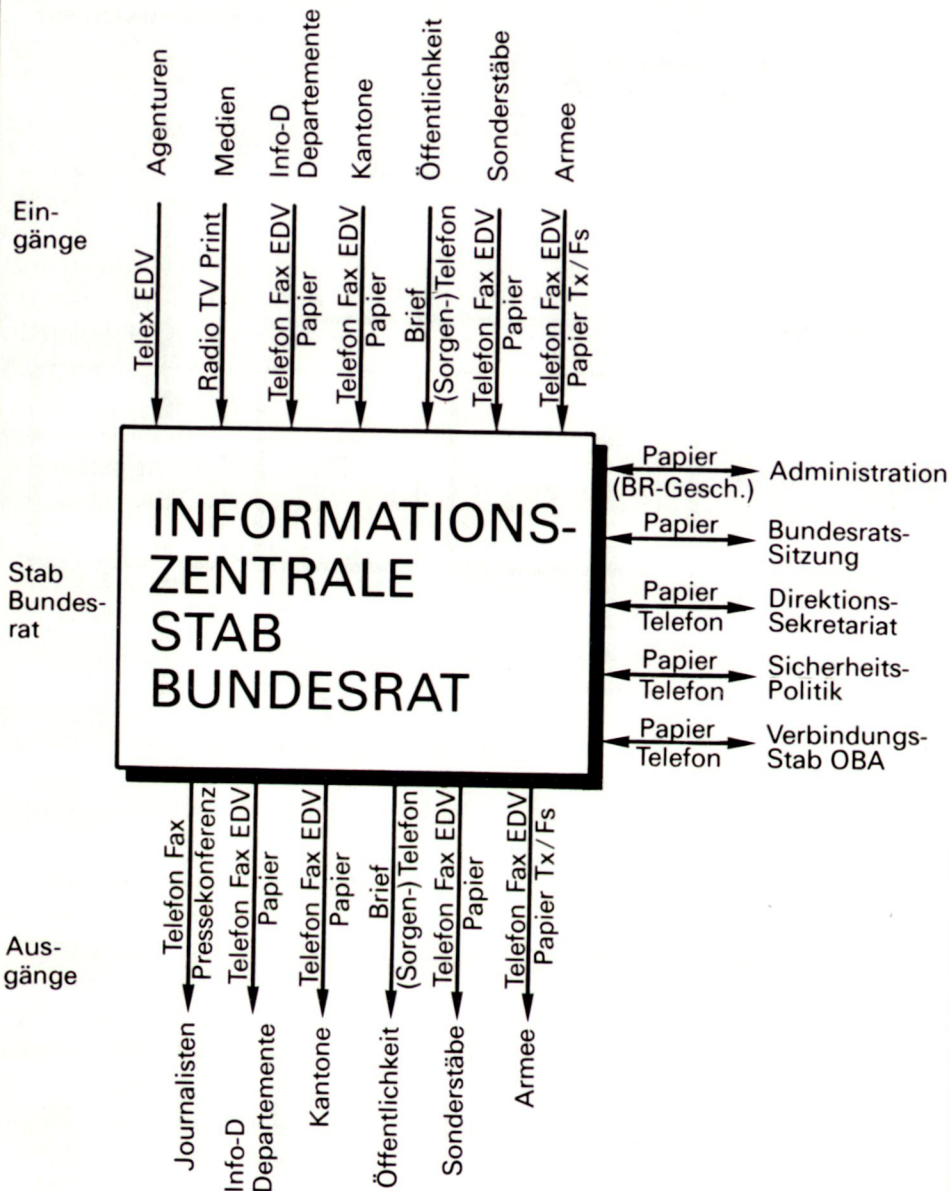 Agenturen
Medien
Info-D
Departemente
Kantone
Öffentlichkeit
Sonderstäbe
Armee
Ein-
gänge
Telex EDV
Radio TV Print
Telefon Fax EDV
Papier
Telefon Fax EDV
Papier
Brief
(Sorgen-)Telefon
Telefon Fax EDV
Papier
Telefon Fax EDV
Papier Tx/Fs
Stab
Bundes-
rat
INFORMATIONS-
ZENTRALE
STAB
BUNDESRAT
Papier
(BR-Gesch.)
Administration
Papier
Bundesrats-
Sitzung
Papier
Telefon
Direktions-
Sekretariat
Papier
Telefon
Sicherheits-
Politik
Papier
Telefon
Verbindungs-
Stab OBA
Aus-
gänge
Telefon Fax
Pressekonferenz
Telefon Fax EDV
Papier
Telefon Fax EDV
Papier
Brief
(Sorgen-)Telefon
Telefon Fax EDV
Papier
Telefon Fax EDV
Papier Tx/Fs
Journalisten
Info-D
Departemente
Kantone
Öffentlichkeit
Sonderstäbe
Armee